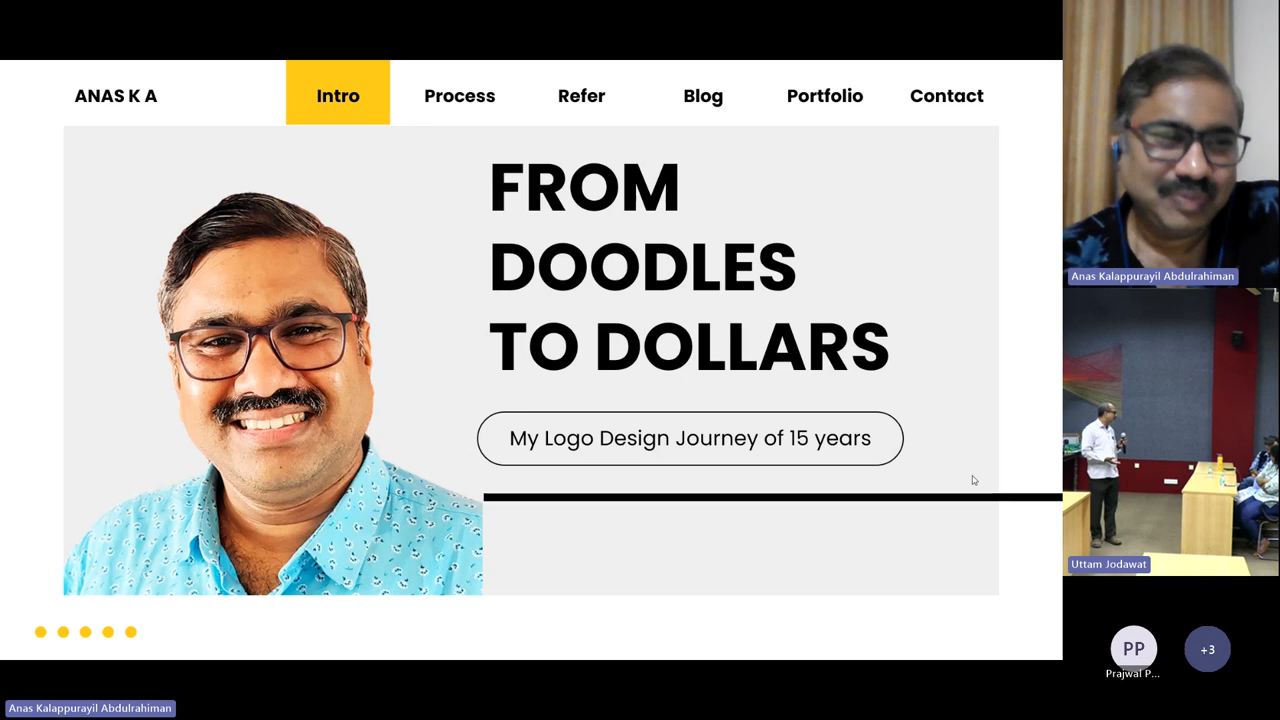 ANAS K A
Intro
Process
Refer
Blog
Portfolio
Contact
FROM
DOODLES
TO DOLLARS
My Logo Design Journey of 15 years
Anas Kalappurayil Abdulrahiman
Uttam Jodawat
PP
Prajwal P...
+3
Anas Kalappurayil Abdulrahiman